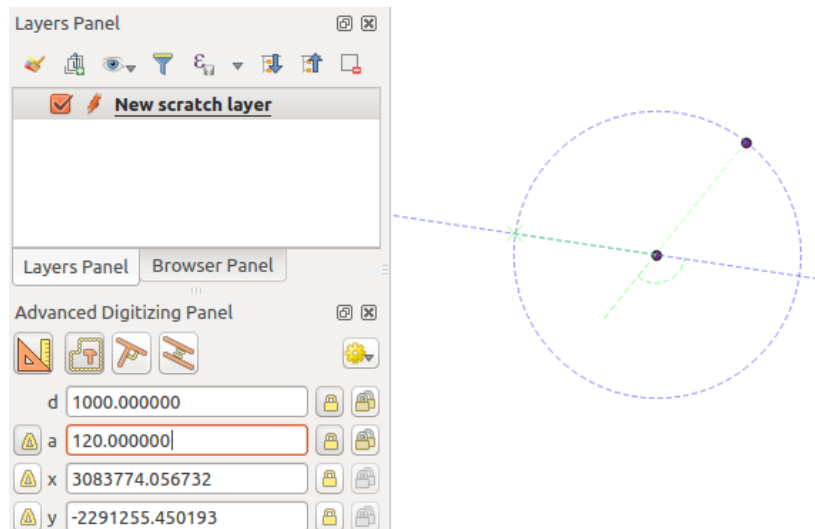 Layers Panel
New scratch layer
Layers Panel Browser Panel
Advanced Digitizing Panel
d 1000.000000
a 120.000000
x 3083774.056732
y -2291255.450193